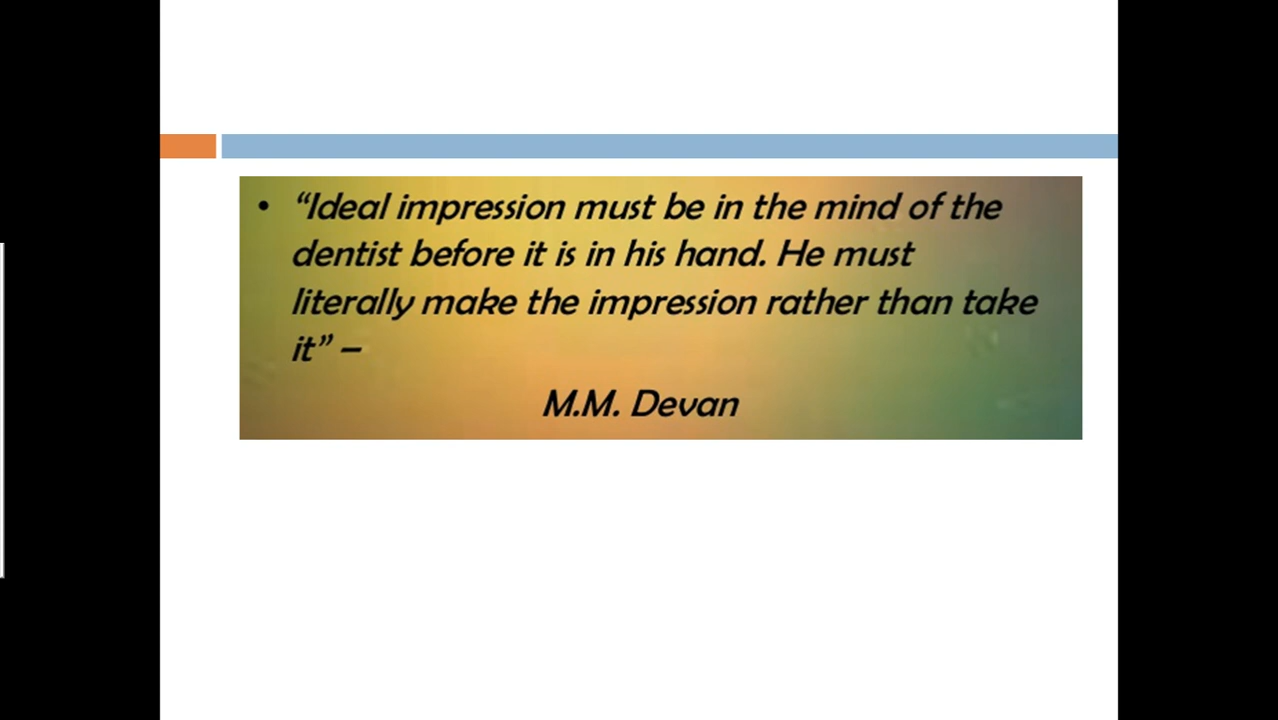 • “Ideal impression must be in the mind of the
dentist before it is in his hand. He must
literally make the impression rather than take
it” –
M.M. Devan